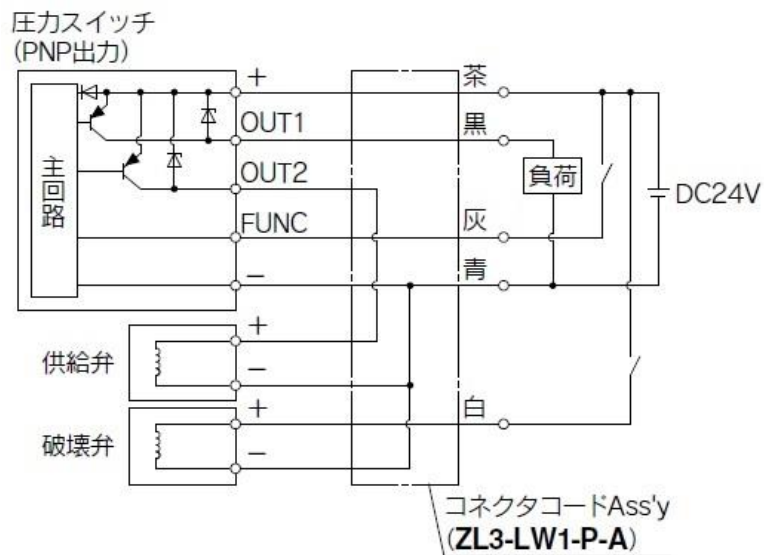 圧力スイッチ
(PNP出力)
主回路
+
OUT1
OUT2
FUNC
−
茶
黒
負荷
灰
青
DC24V
供給弁
+
−
破壊弁
+
−
白
コネクタコードAss'y
(ZL3-LW1-P-A)